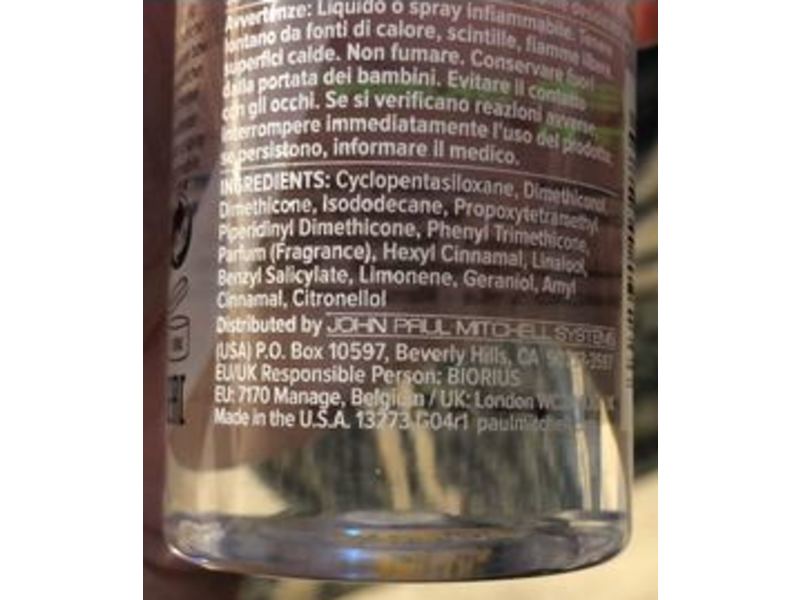 Avvertenze: Liquido o spray infiammabile. Tenere
lontano da fonti di calore, scintille, fiamme libere,
superfici calde. Non fumare. Conservare fuori
dalla portata dei bambini. Evitare il contatto
con gli occhi. Se si verificano reazioni avverse,
interrompere immediatamente l'uso del prodotto;
se persistono, informare il medico.
INGREDIENTS: Cyclopentasiloxane, Dimethiconol,
Dimethicone, Isododecane, Propoxytetramethyl
Piperidinyl Dimethicone, Phenyl Trimethicone,
Parfum (Fragrance), Hexyl Cinnamal, Linalool,
Benzyl Salicylate, Limonene, Geraniol, Amyl
Cinnamal, Citronellol
Distributed by JOHN PAUL MITCHELL SYSTEMS
(USA) P.O. Box 10597, Beverly Hills, CA
EU/UK Responsible Person: BIORIUS
EU: 7170 Manage, Belgium / UK: London
Made in the U.S.A. 13273 G04r1